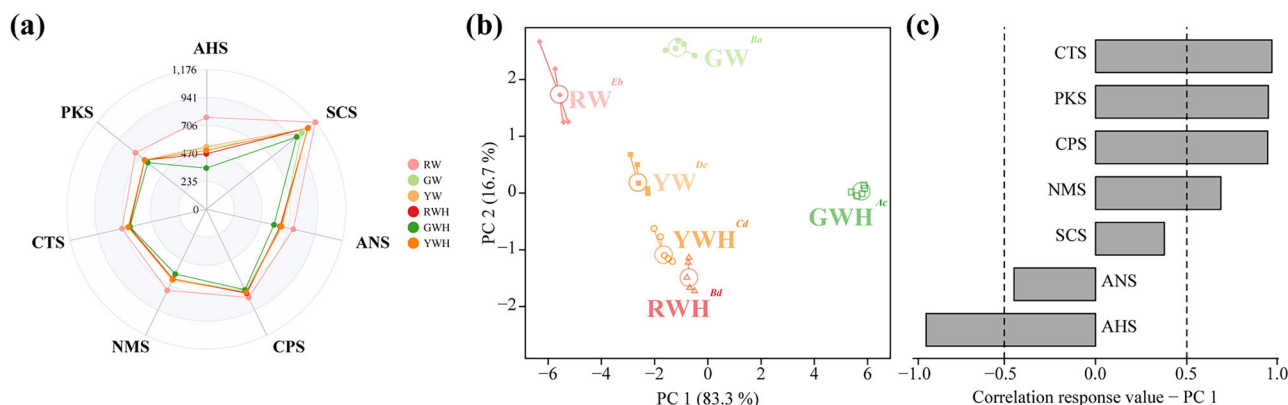 (a)
AHS
1,176
941
706
470
235
0
PKS
SCS
CTS
ANS
NMS
CPS
RW
GW
YW
RWH
GWH
YWH
(b)
PC 2 (16.7 %)
2
1
0
−1
−2
RW Eb
GW Ba
YW Dc
GWH Ac
YWH Cd
RWH Bd
−6 −4 −2 0 2 4 6
PC 1 (83.3 %)
(c)
CTS
PKS
CPS
NMS
SCS
ANS
AHS
−1.0 −0.5 0.0 0.5 1.0
Correlation response value − PC 1